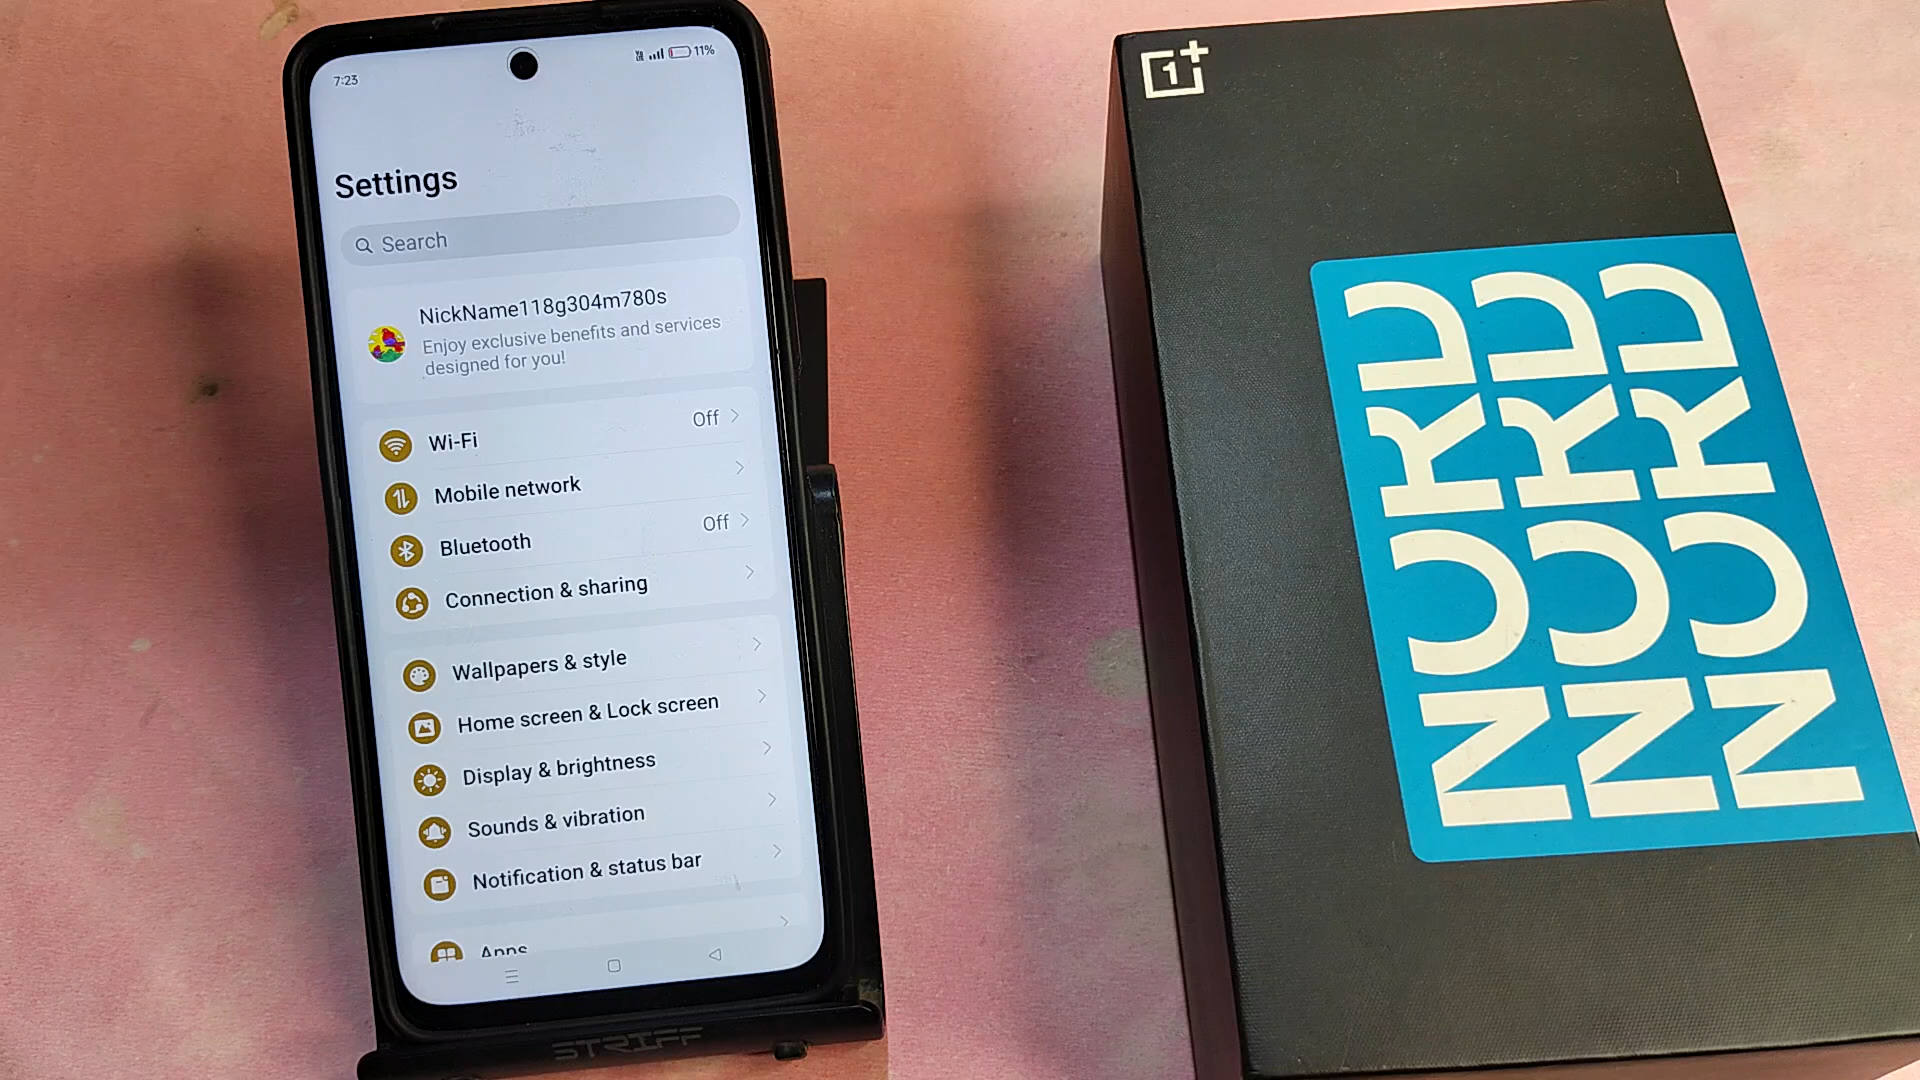 7:23
11%
Settings
Search
NickName118g304m780s
Enjoy exclusive benefits and services
designed for you!
Wi-Fi Off
Mobile network
Bluetooth Off
Connection & sharing
Wallpapers & style
Home screen & Lock screen
Display & brightness
Sounds & vibration
Notification & status bar
Apps
STRIFF
1+
NORD
NORD
NORD